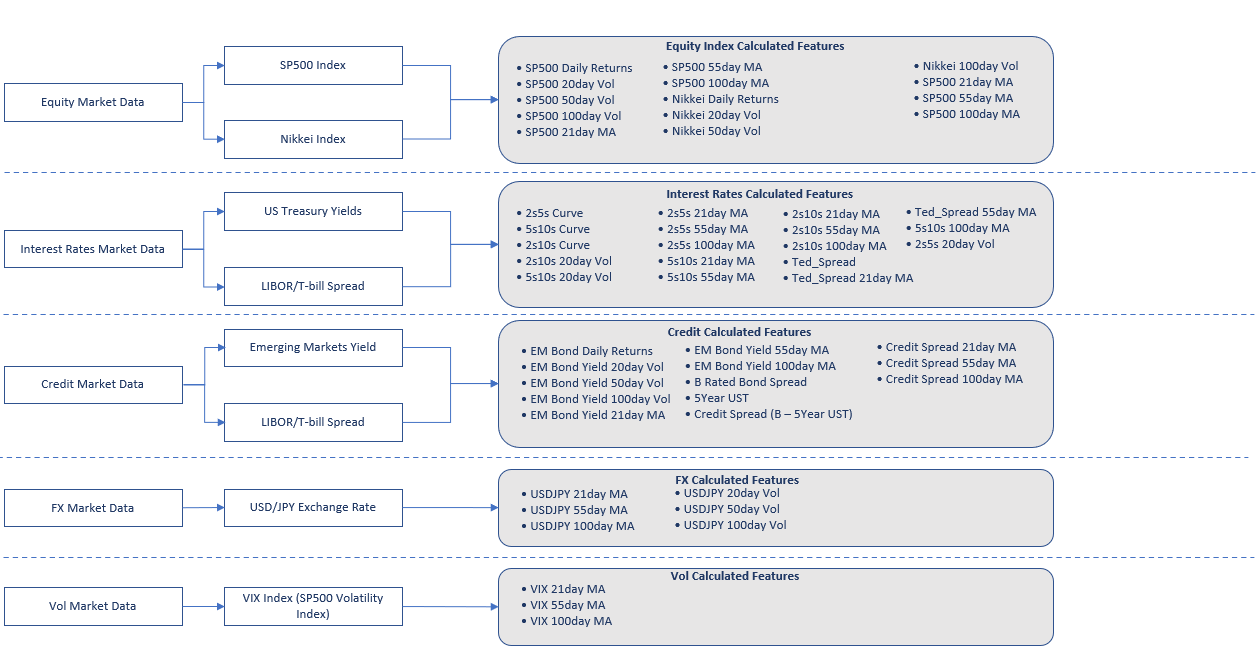 Equity Market Data
SP500 Index
Nikkei Index
Equity Index Calculated Features
• SP500 Daily Returns
• SP500 20day Vol
• SP500 50day Vol
• SP500 100day Vol
• SP500 21day MA
• SP500 55day MA
• SP500 100day MA
• Nikkei Daily Returns
• Nikkei 20day Vol
• Nikkei 50day Vol
• Nikkei 100day Vol
• SP500 21day MA
• SP500 55day MA
• SP500 100day MA
Interest Rates Market Data
US Treasury Yields
LIBOR/T-bill Spread
Interest Rates Calculated Features
• 2s5s Curve
• 5s10s Curve
• 2s10s Curve
• 2s10s 20day Vol
• 5s10s 20day Vol
• 2s5s 21day MA
• 2s5s 55day MA
• 2s5s 100day MA
• 5s10s 21day MA
• 5s10s 55day MA
• 2s10s 21day MA
• 2s10s 55day MA
• 2s10s 100day MA
• Ted_Spread
• Ted_Spread 21day MA
• Ted_Spread 55day MA
• 5s10s 100day MA
• 2s5s 20day Vol
Credit Market Data
Emerging Markets Yield
LIBOR/T-bill Spread
Credit Calculated Features
• EM Bond Daily Returns
• EM Bond Yield 20day Vol
• EM Bond Yield 50day Vol
• EM Bond Yield 100day Vol
• EM Bond Yield 21day MA
• EM Bond Yield 55day MA
• EM Bond Yield 100day MA
• B Rated Bond Spread
• 5Year UST
• Credit Spread (B – 5Year UST)
• Credit Spread 21day MA
• Credit Spread 55day MA
• Credit Spread 100day MA
FX Market Data
USD/JPY Exchange Rate
FX Calculated Features
• USDJPY 21day MA
• USDJPY 55day MA
• USDJPY 100day MA
• USDJPY 20day Vol
• USDJPY 50day Vol
• USDJPY 100day Vol
Vol Market Data
VIX Index (SP500 Volatility
Index)
Vol Calculated Features
• VIX 21day MA
• VIX 55day MA
• VIX 100day MA